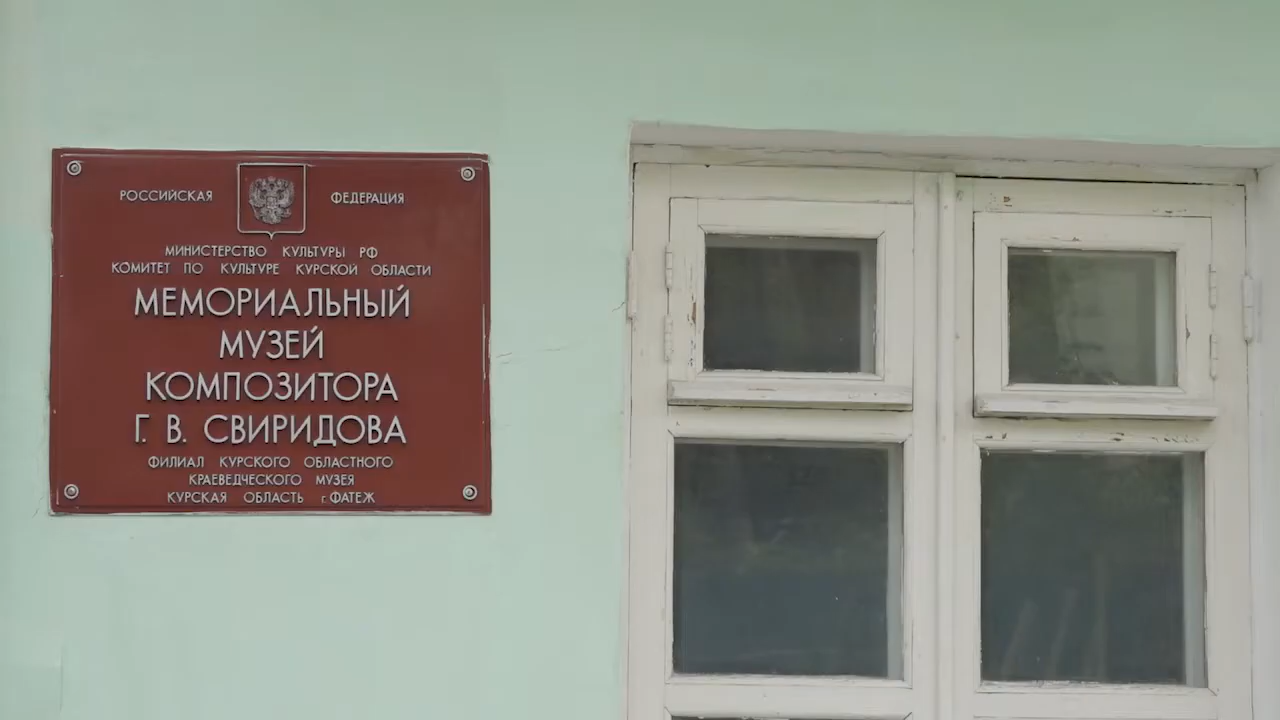 РОССИЙСКАЯ ФЕДЕРАЦИЯ
МИНИСТЕРСТВО КУЛЬТУРЫ РФ
КОМИТЕТ ПО КУЛЬТУРЕ КУРСКОЙ ОБЛАСТИ
МЕМОРИАЛЬНЫЙ
МУЗЕЙ
КОМПОЗИТОРА
Г. В. СВИРИДОВА
ФИЛИАЛ КУРСКОГО ОБЛАСТНОГО
КРАЕВЕДЧЕСКОГО МУЗЕЯ
КУРСКАЯ ОБЛАСТЬ г. ФАТЕЖ